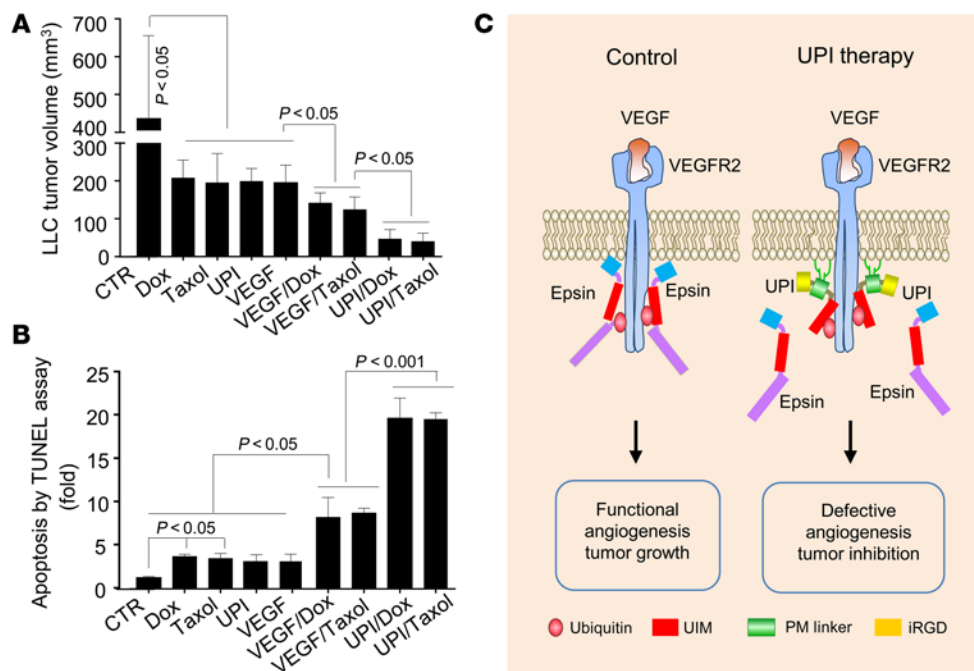 A
LLC tumor volume (mm³)
700
600
500
400
300
200
100
0
P < 0.05
P < 0.05
P < 0.05
CTR
Dox
Taxol
UPI
VEGF
VEGF/Dox
VEGF/Taxol
UPI/Dox
UPI/Taxol
B
Apoptosis by TUNEL assay
(fold)
25
20
15
10
5
0
P < 0.05
P < 0.05
P < 0.001
CTR
Dox
Taxol
UPI
VEGF
VEGF/Dox
VEGF/Taxol
UPI/Dox
UPI/Taxol
C
Control
UPI therapy
VEGF
VEGF
VEGFR2
VEGFR2
Epsin
Epsin
UPI
UPI
Epsin
Epsin
Functional
angiogenesis
tumor growth
Defective
angiogenesis
tumor inhibition
Ubiquitin
UIM
PM linker
iRGD